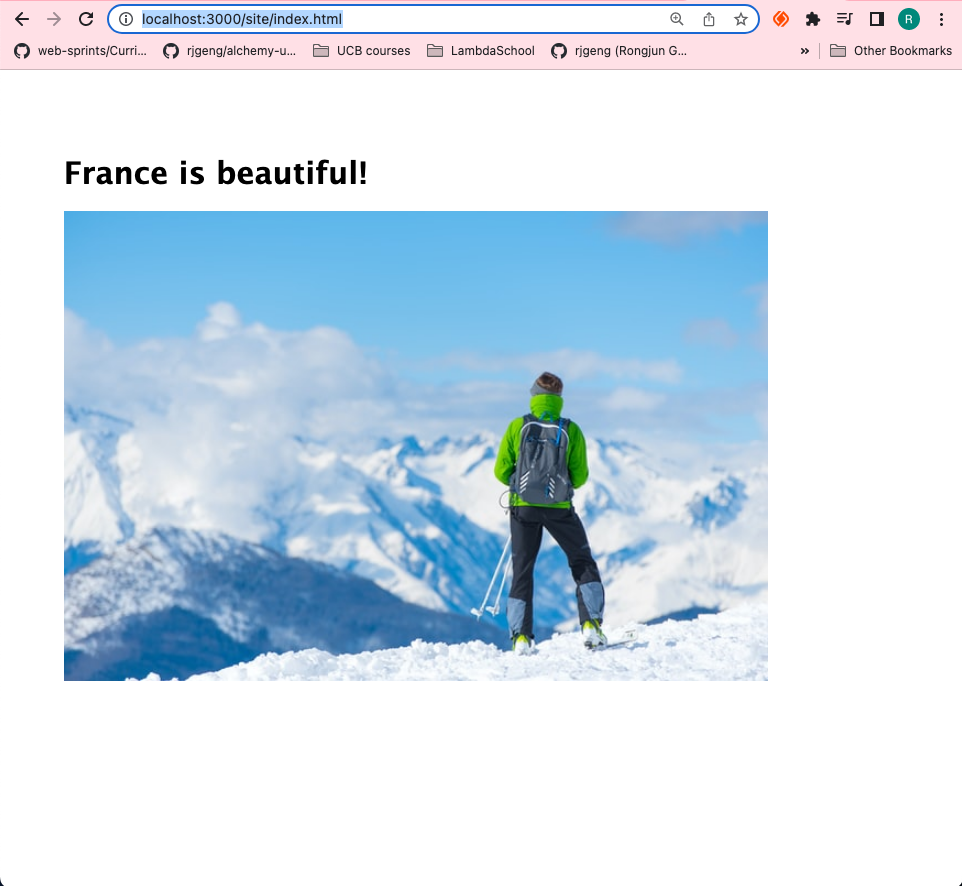 localhost:3000/site/index.html
R
web-sprints/Curri... rjgeng/alchemy-u... UCB courses LambdaSchool rjgeng (Rongjun G... » Other Bookmarks
France is beautiful!